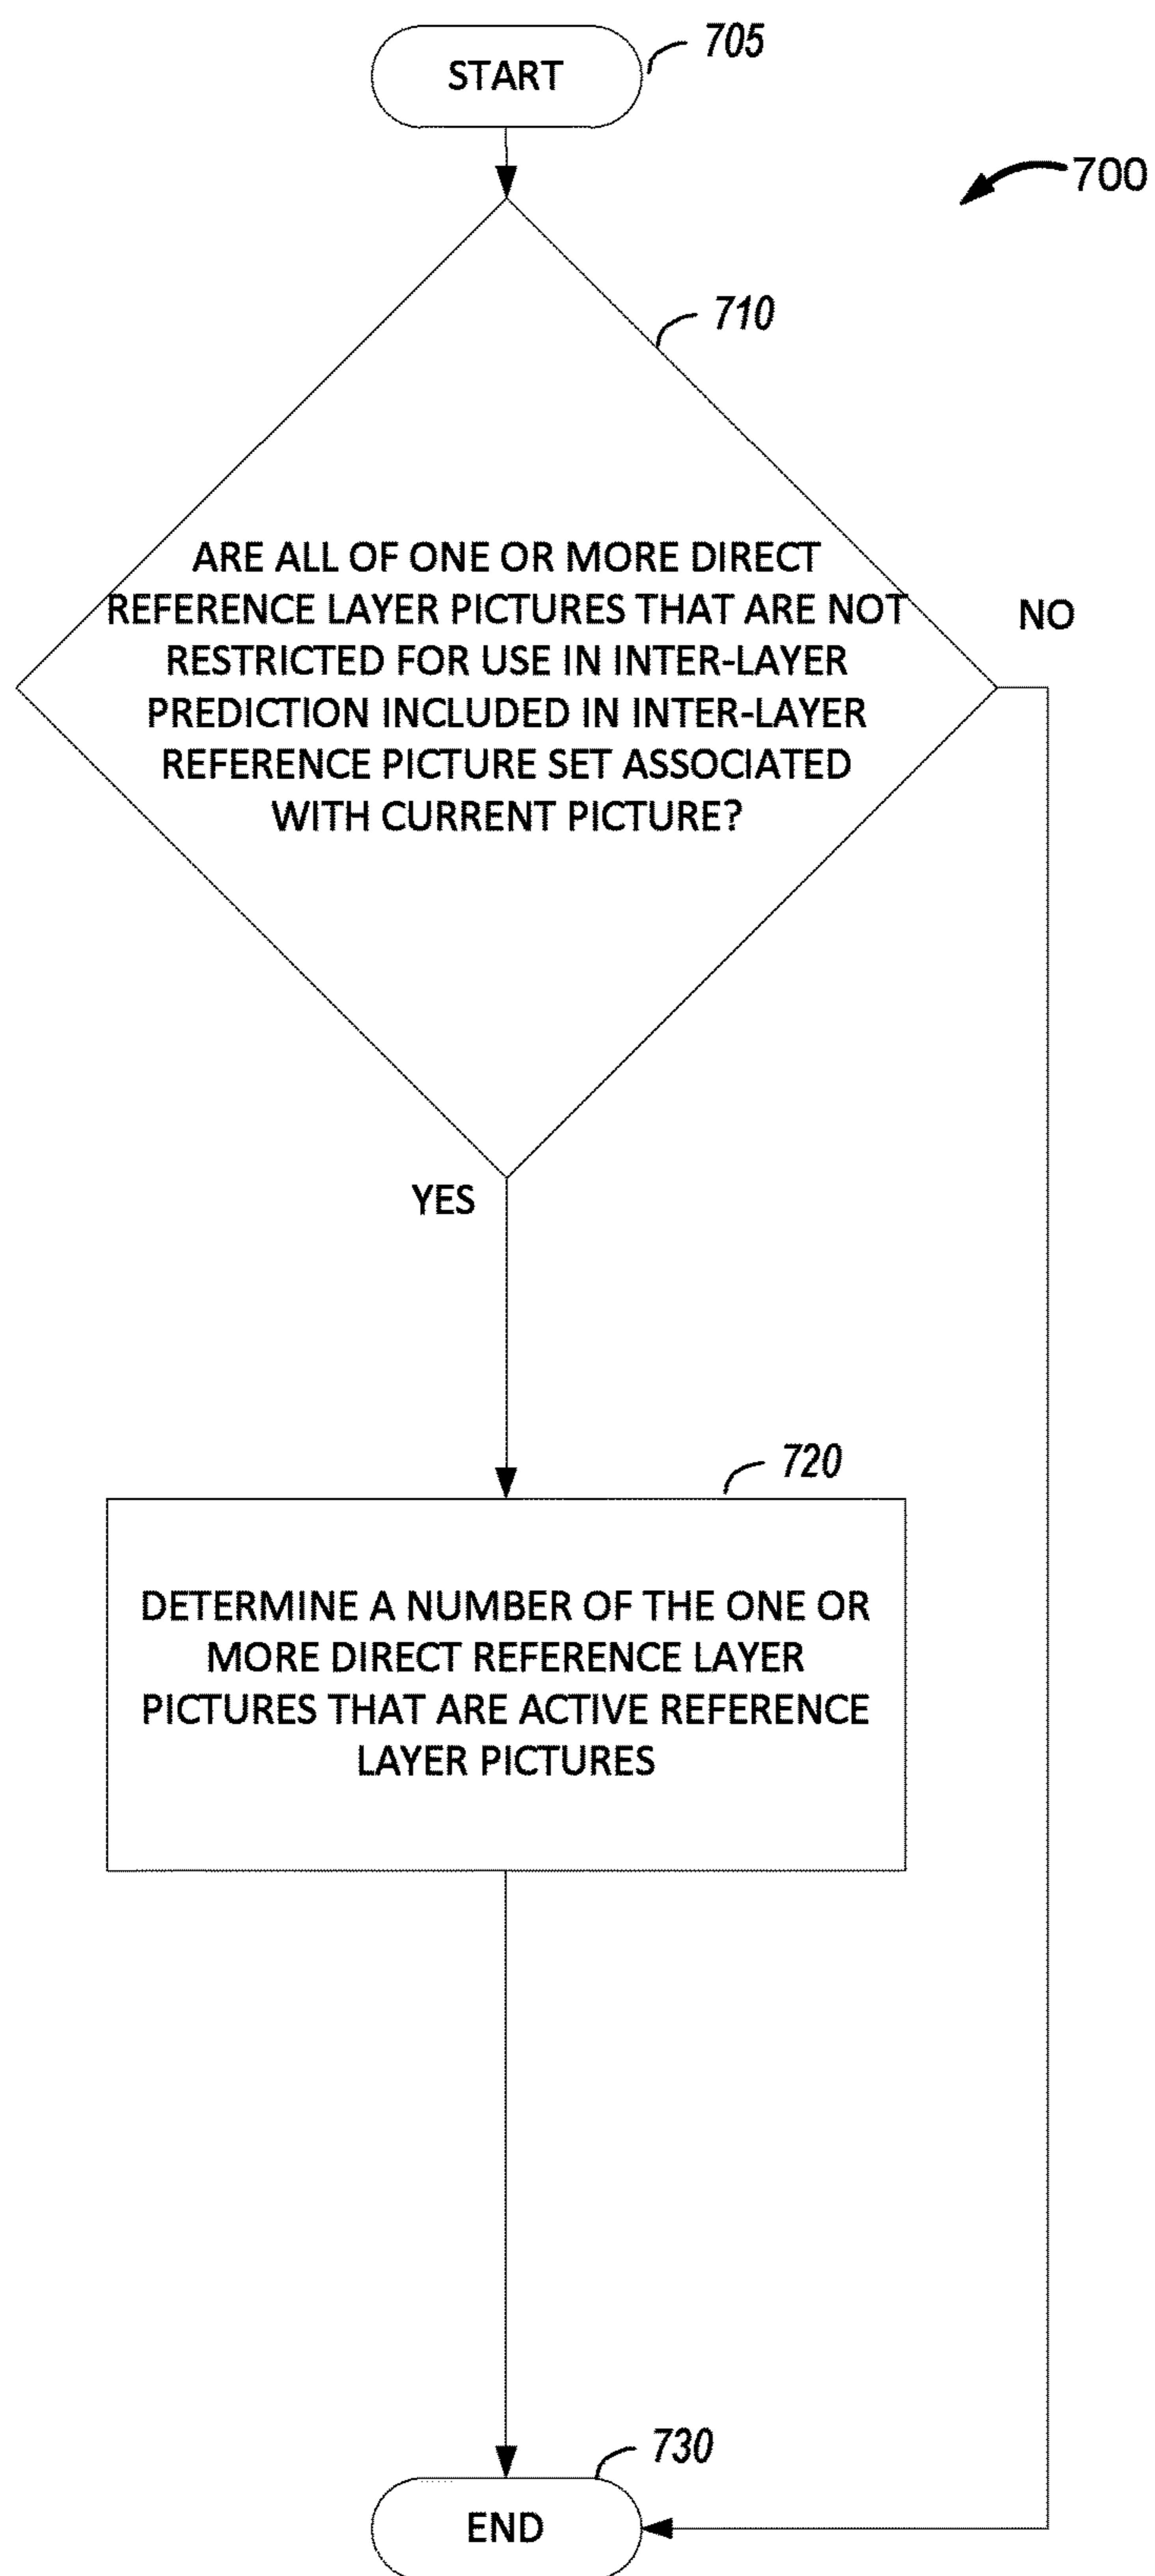 START
705
700
710
ARE ALL OF ONE OR MORE DIRECT
REFERENCE LAYER PICTURES THAT ARE NOT
RESTRICTED FOR USE IN INTER-LAYER
PREDICTION INCLUDED IN INTER-LAYER
REFERENCE PICTURE SET ASSOCIATED
WITH CURRENT PICTURE?
NO
YES
720
DETERMINE A NUMBER OF THE ONE OR
MORE DIRECT REFERENCE LAYER
PICTURES THAT ARE ACTIVE REFERENCE
LAYER PICTURES
730
END